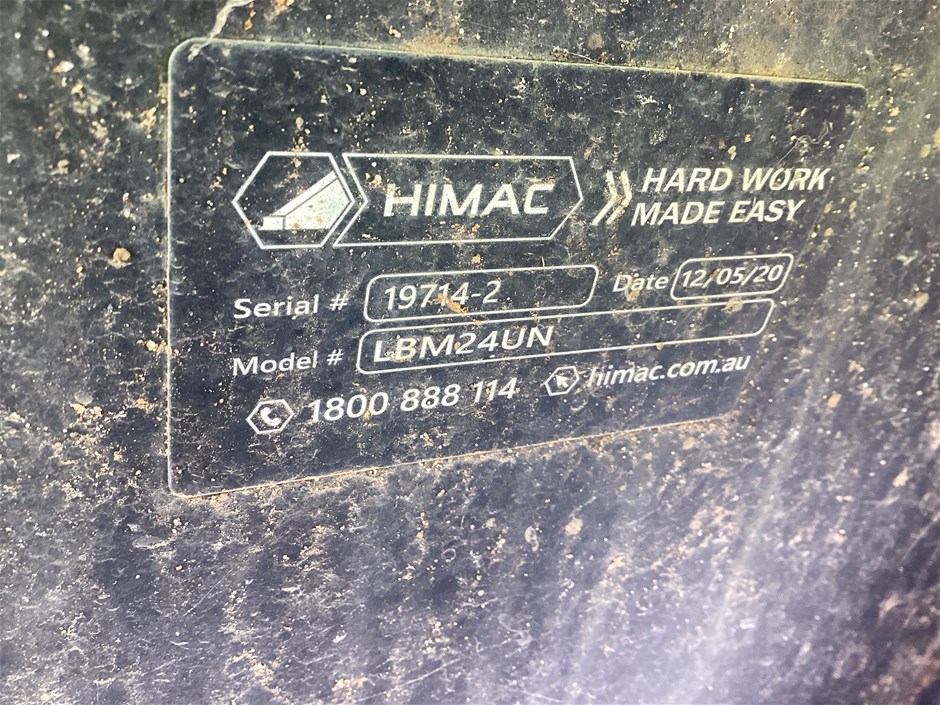 HIMAC
HARD WORK
MADE EASY
Serial # 19714-2 Date 12/05/20
Model # LBM24UN
1800 888 114 himac.com.au